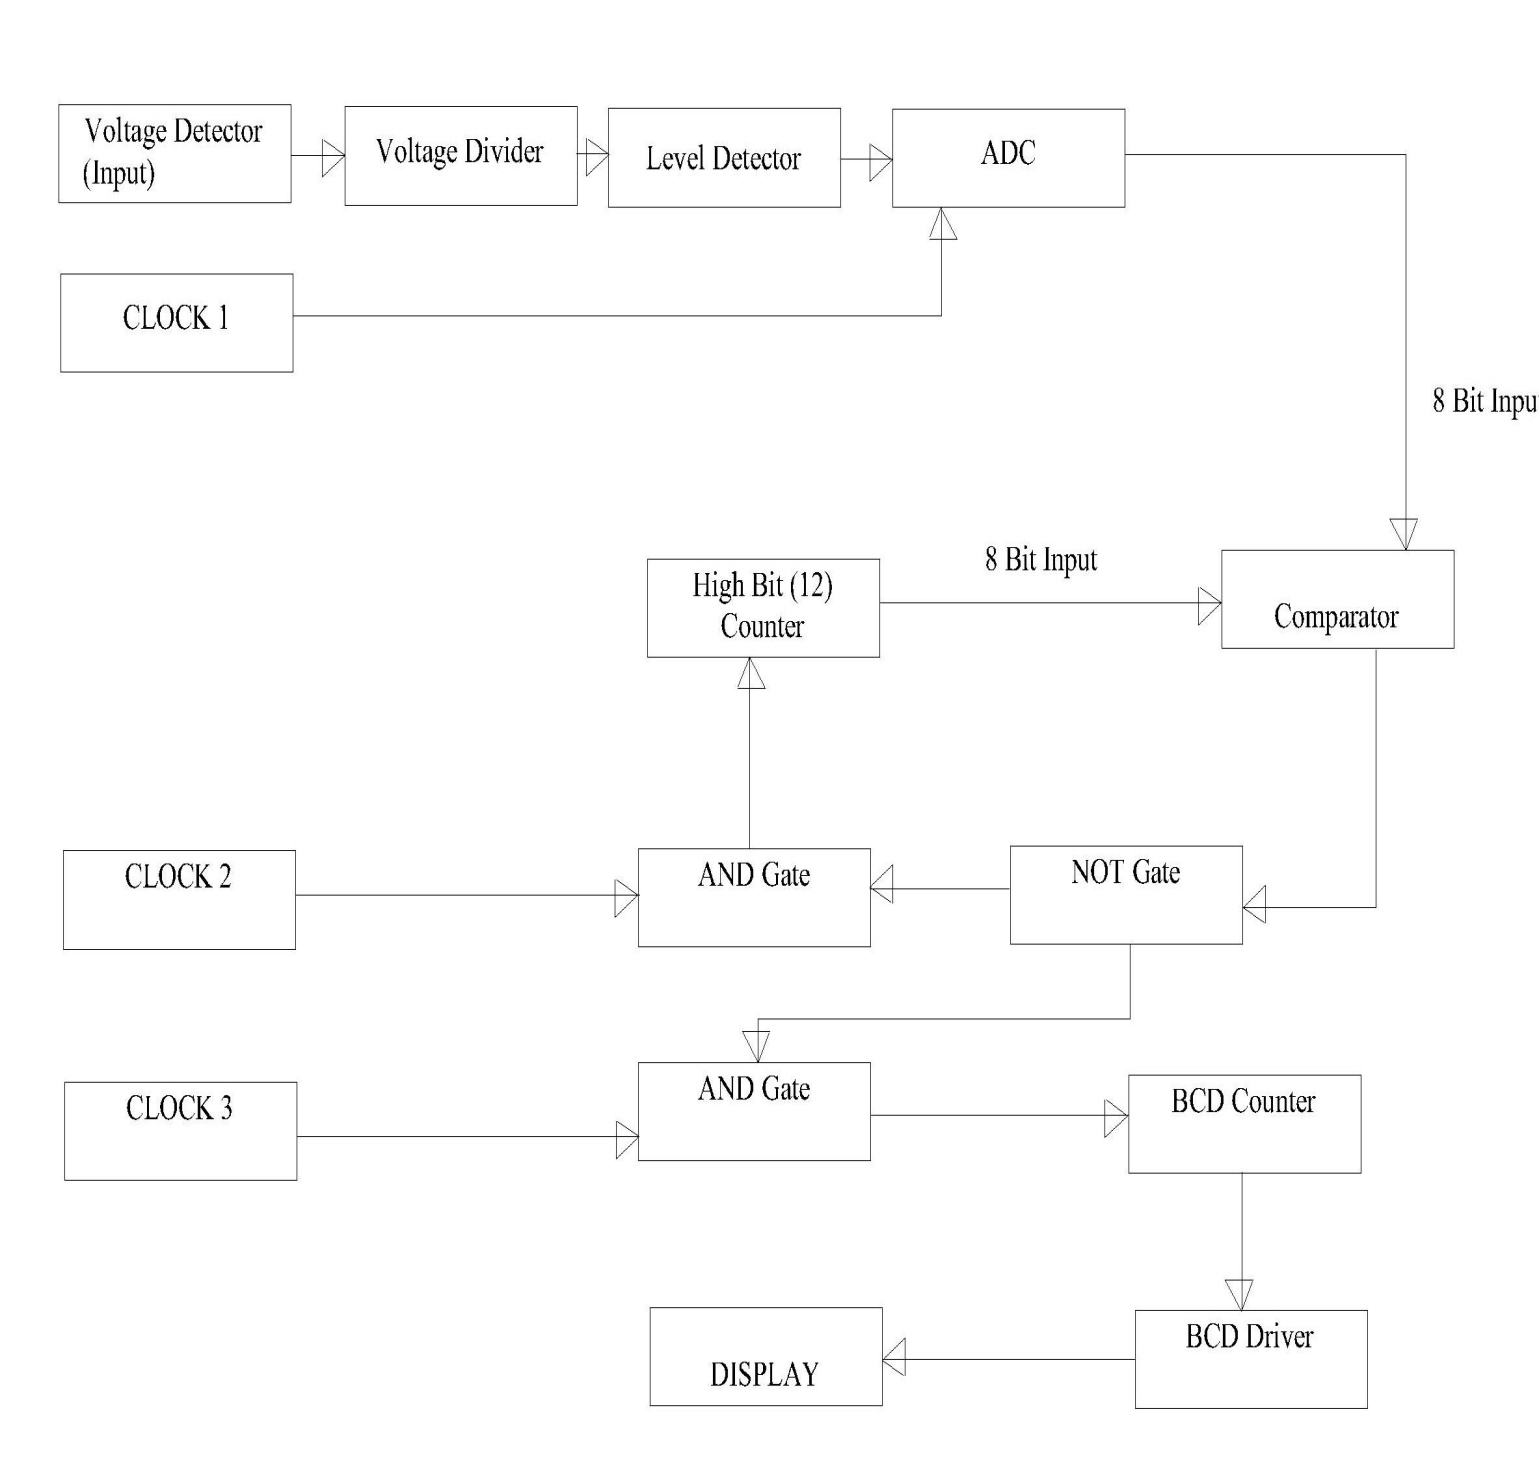 Voltage Detector
(Input)
Voltage Divider
Level Detector
ADC
CLOCK 1
8 Bit Inpu
High Bit (12)
Counter
8 Bit Input
Comparator
CLOCK 2
AND Gate
NOT Gate
CLOCK 3
AND Gate
BCD Counter
BCD Driver
DISPLAY